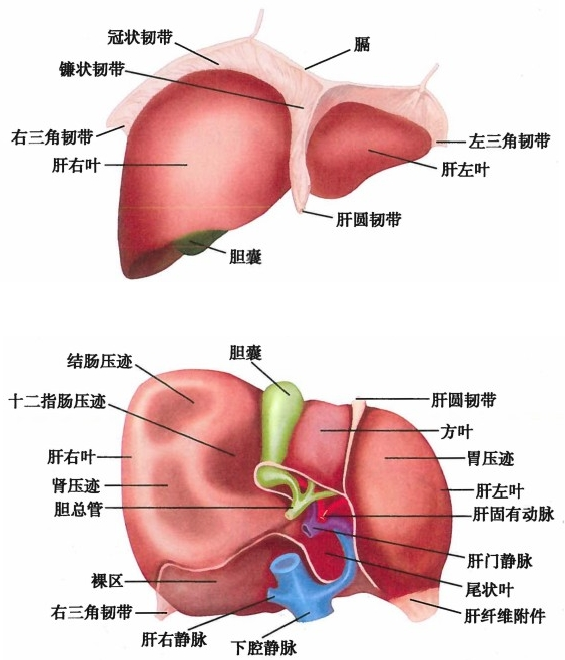 冠状韧带
膈
镰状韧带
右三角韧带
左三角韧带
肝右叶
肝左叶
肝圆韧带
胆囊
胆囊
结肠压迹
肝圆韧带
十二指肠压迹
方叶
肝右叶
胃压迹
肾压迹
肝左叶
胆总管
肝固有动脉
肝门静脉
裸区
尾状叶
右三角韧带
肝纤维附件
肝右静脉
下腔静脉